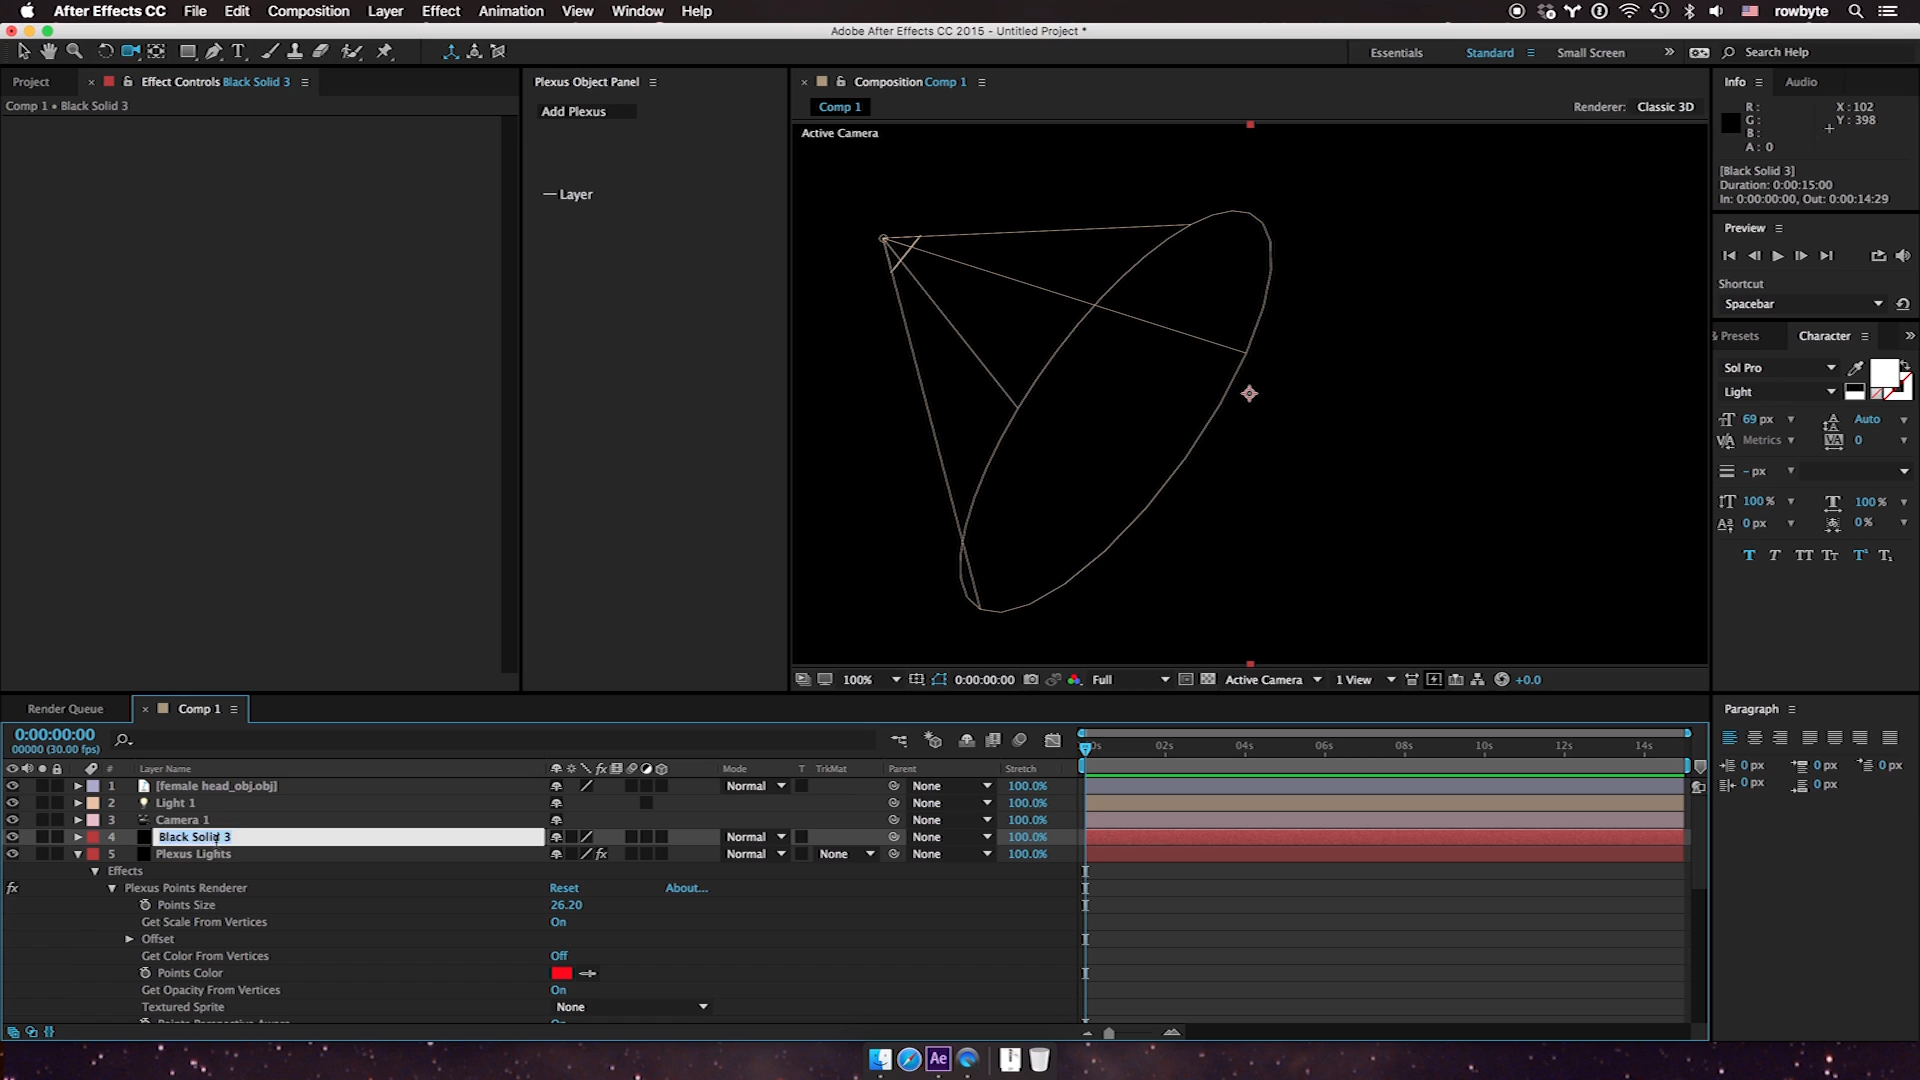 After Effects CC File Edit Composition Layer Effect Animation View Window Help rowbyte
Adobe After Effects CC 2015 - Untitled Project *
Essentials Standard Small Screen Search Help
Project Effect Controls Black Solid 3
Comp 1 • Black Solid 3
Plexus Object Panel
Add Plexus
Layer
Composition Comp 1
Comp 1
Renderer: Classic 3D
Active Camera
Info Audio
R: X : 102
G: Y : 398
B:
A : 0
[Black Solid 3]
Duration: 0:00:15:00
In: 0:00:00:00, Out: 0:00:14:29
Preview
Shortcut
Spacebar
& Presets Character
Sol Pro
Light
69 px Auto
Metrics 0
- px
100 % 100 %
0 px 0 %
T T TT TT T¹ T₁
100% 0:00:00:00 Full Active Camera 1 View +0.0
Render Queue Comp 1
Paragraph
0:00:00:00
00000 (30.00 fps)
02s 04s 06s 08s 10s 12s 14s
# Layer Name Mode T TrkMat Parent Stretch
1 [female head_obj.obj] Normal None 100.0%
2 Light 1 None 100.0%
3 Camera 1 None 100.0%
4 Black Solid 3 Normal None 100.0%
5 Plexus Lights fx Normal None None 100.0%
Effects
fx Plexus Points Renderer Reset About...
Points Size 26.20
Get Scale From Vertices On
Offset
Get Color From Vertices Off
Points Color
Get Opacity From Vertices On
Textured Sprite None
0 px 0 px 0 px
0 px 0 px
Ae